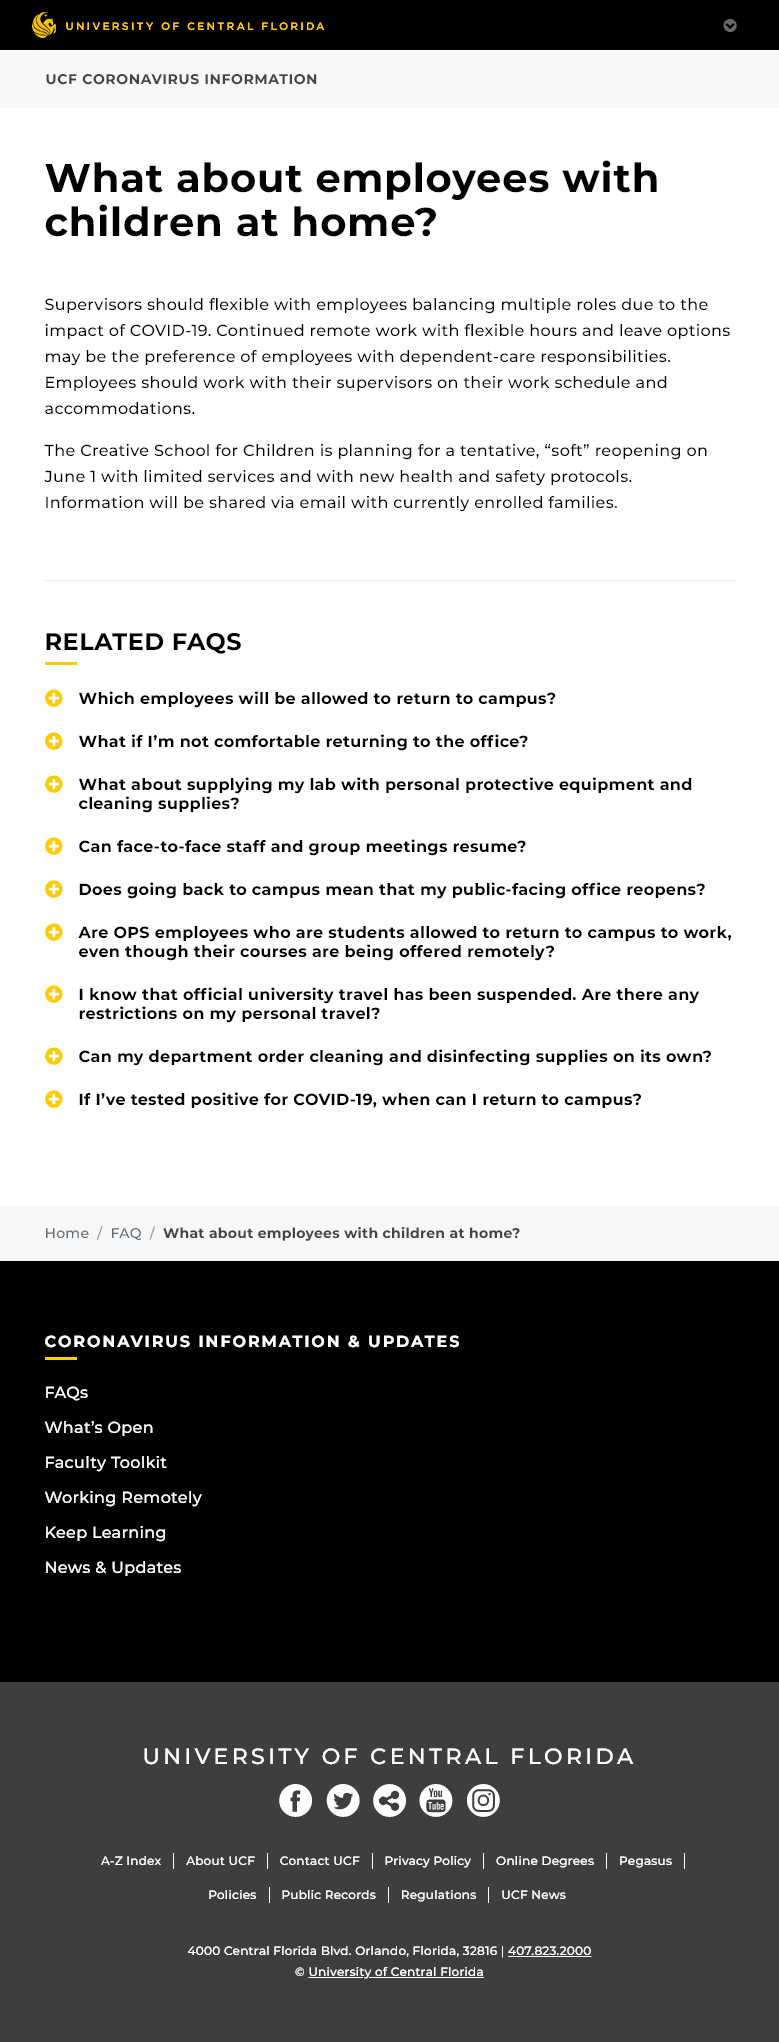 UNIVERSITY OF CENTRAL FLORIDA
UCF CORONAVIRUS INFORMATION
What about employees with
children at home?
Supervisors should flexible with employees balancing multiple roles due to the
impact of COVID-19. Continued remote work with flexible hours and leave options
may be the preference of employees with dependent-care responsibilities.
Employees should work with their supervisors on their work schedule and
accommodations.
The Creative School for Children is planning for a tentative, “soft” reopening on
June 1 with limited services and with new health and safety protocols.
Information will be shared via email with currently enrolled families.
RELATED FAQS
Which employees will be allowed to return to campus?
What if I’m not comfortable returning to the office?
What about supplying my lab with personal protective equipment and
cleaning supplies?
Can face-to-face staff and group meetings resume?
Does going back to campus mean that my public-facing office reopens?
Are OPS employees who are students allowed to return to campus to work,
even though their courses are being offered remotely?
I know that official university travel has been suspended. Are there any
restrictions on my personal travel?
Can my department order cleaning and disinfecting supplies on its own?
If I’ve tested positive for COVID-19, when can I return to campus?
Home / FAQ / What about employees with children at home?
CORONAVIRUS INFORMATION & UPDATES
FAQs
What’s Open
Faculty Toolkit
Working Remotely
Keep Learning
News & Updates
UNIVERSITY OF CENTRAL FLORIDA
You
Tube
A-Z Index | About UCF | Contact UCF | Privacy Policy | Online Degrees | Pegasus |
Policies | Public Records | Regulations | UCF News
4000 Central Florida Blvd. Orlando, Florida, 32816 | 407.823.2000
© University of Central Florida